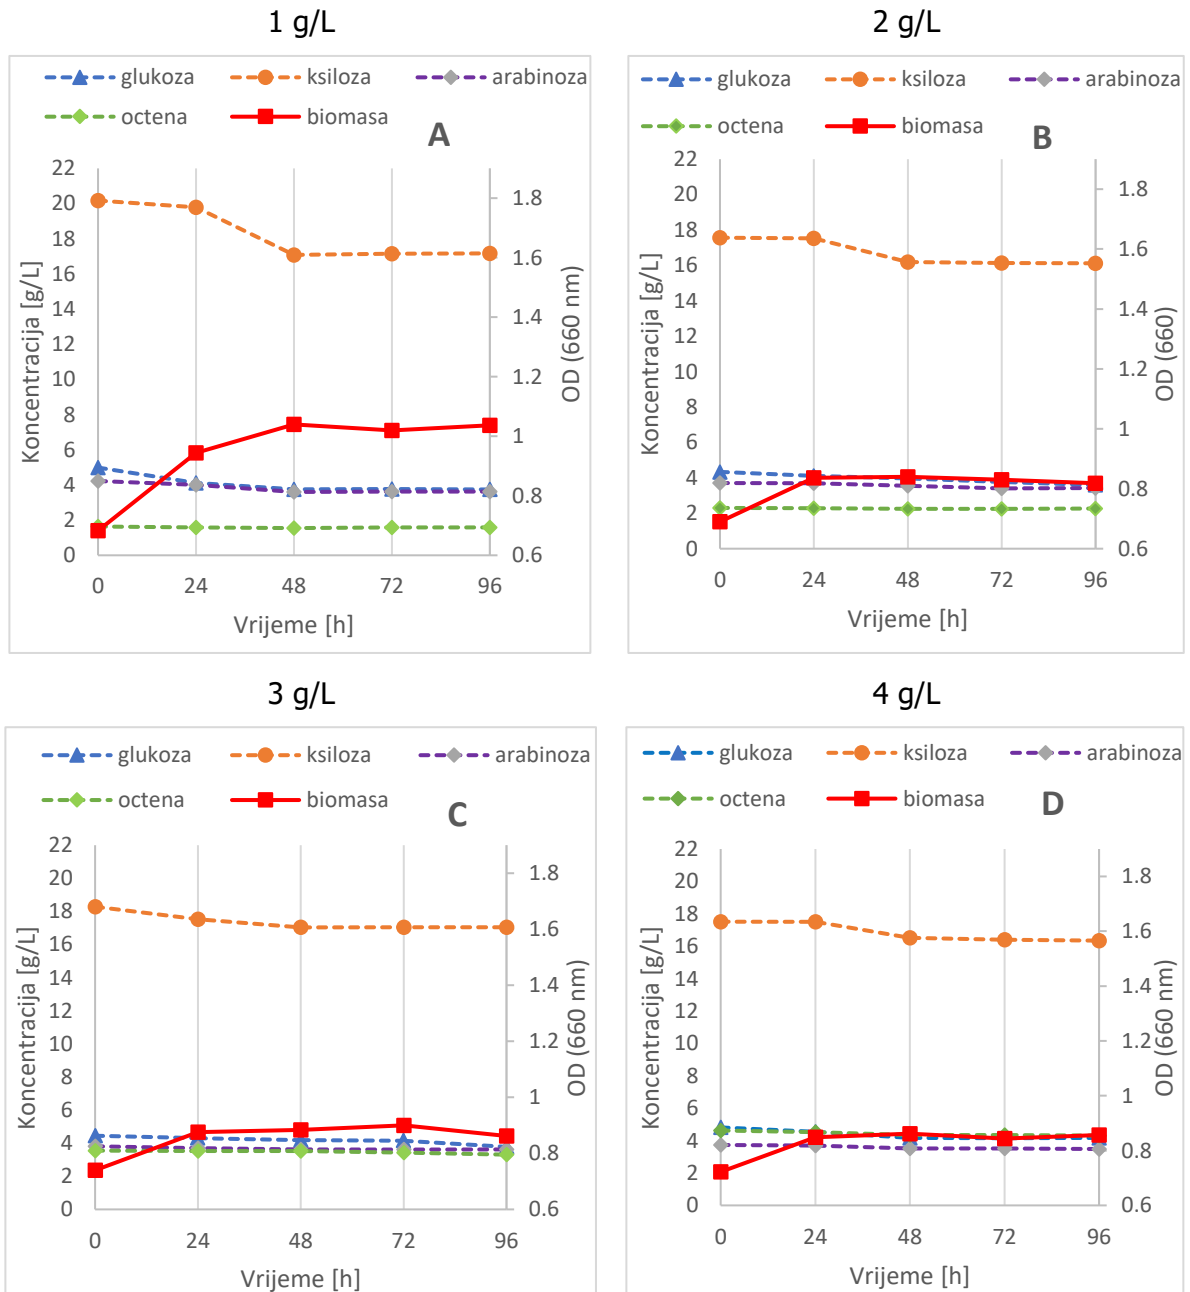 1 g/L
2 g/L
glukoza ksiloza arabinoza
octena biomasa
A
22
20
18
16
14
12
10
8
6
4
2
0
Koncentracija [g/L]
1.8
1.6
1.4
1.2
1
0.8
0.6
OD (660 nm)
0 24 48 72 96
Vrijeme [h]
glukoza ksiloza arabinoza
octena biomasa
B
22
20
18
16
14
12
10
8
6
4
2
0
Koncentracija [g/L]
1.8
1.6
1.4
1.2
1
0.8
0.6
OD (660)
0 24 48 72 96
Vrijeme [h]
3 g/L
4 g/L
glukoza ksiloza arabinoza
octena biomasa
C
22
20
18
16
14
12
10
8
6
4
2
0
Koncentracija [g/L]
1.8
1.6
1.4
1.2
1
0.8
0.6
OD (660 nm)
0 24 48 72 96
Vrijeme [h]
glukoza ksiloza arabinoza
octena biomasa
D
22
20
18
16
14
12
10
8
6
4
2
0
Koncentracija [g/L]
1.8
1.6
1.4
1.2
1
0.8
0.6
OD (660 nm)
0 24 48 72 96
Vrijeme [h]